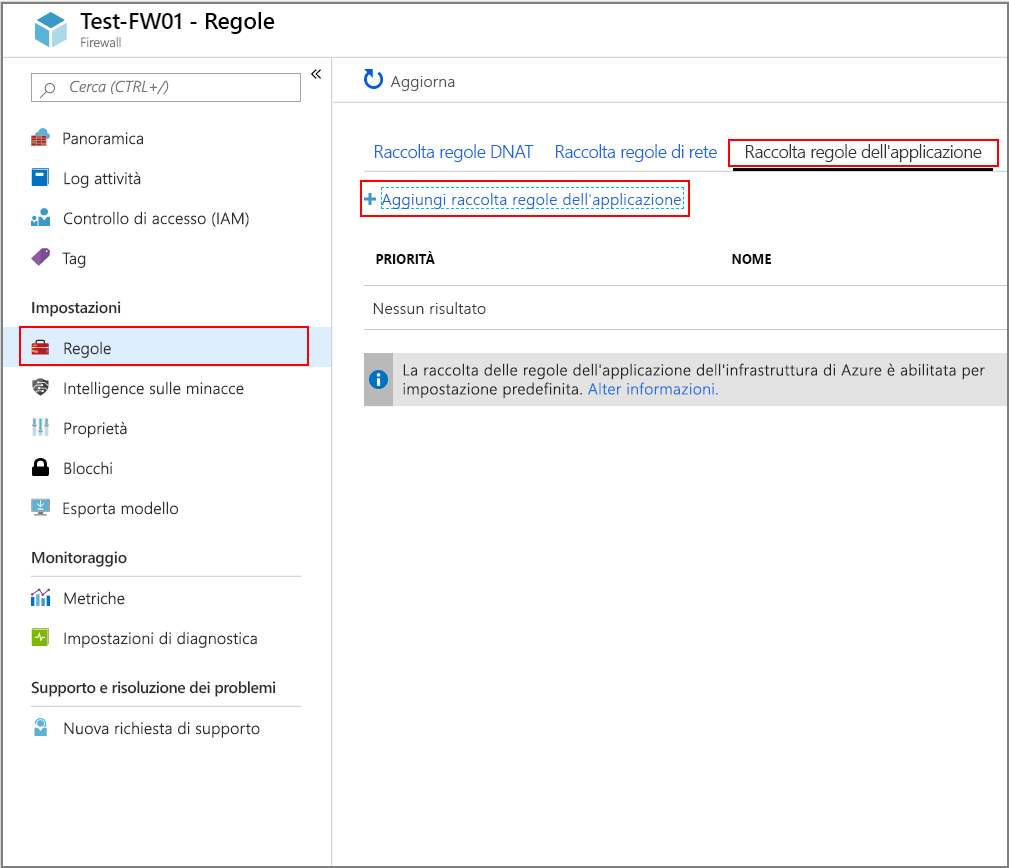 Test-FW01 - Regole
Firewall
Cerca (CTRL+/)
«
Panoramica
Log attività
Controllo di accesso (IAM)
Tag
Impostazioni
Regole
Intelligence sulle minacce
Proprietà
Blocchi
Esporta modello
Monitoraggio
Metriche
Impostazioni di diagnostica
Supporto e risoluzione dei problemi
Nuova richiesta di supporto
Aggiorna
Raccolta regole DNAT Raccolta regole di rete Raccolta regole dell'applicazione
+ Aggiungi raccolta regole dell'applicazione
PRIORITÀ NOME
Nessun risultato
La raccolta delle regole dell'applicazione dell'infrastruttura di Azure è abilitata per
impostazione predefinita. Alter informazioni.